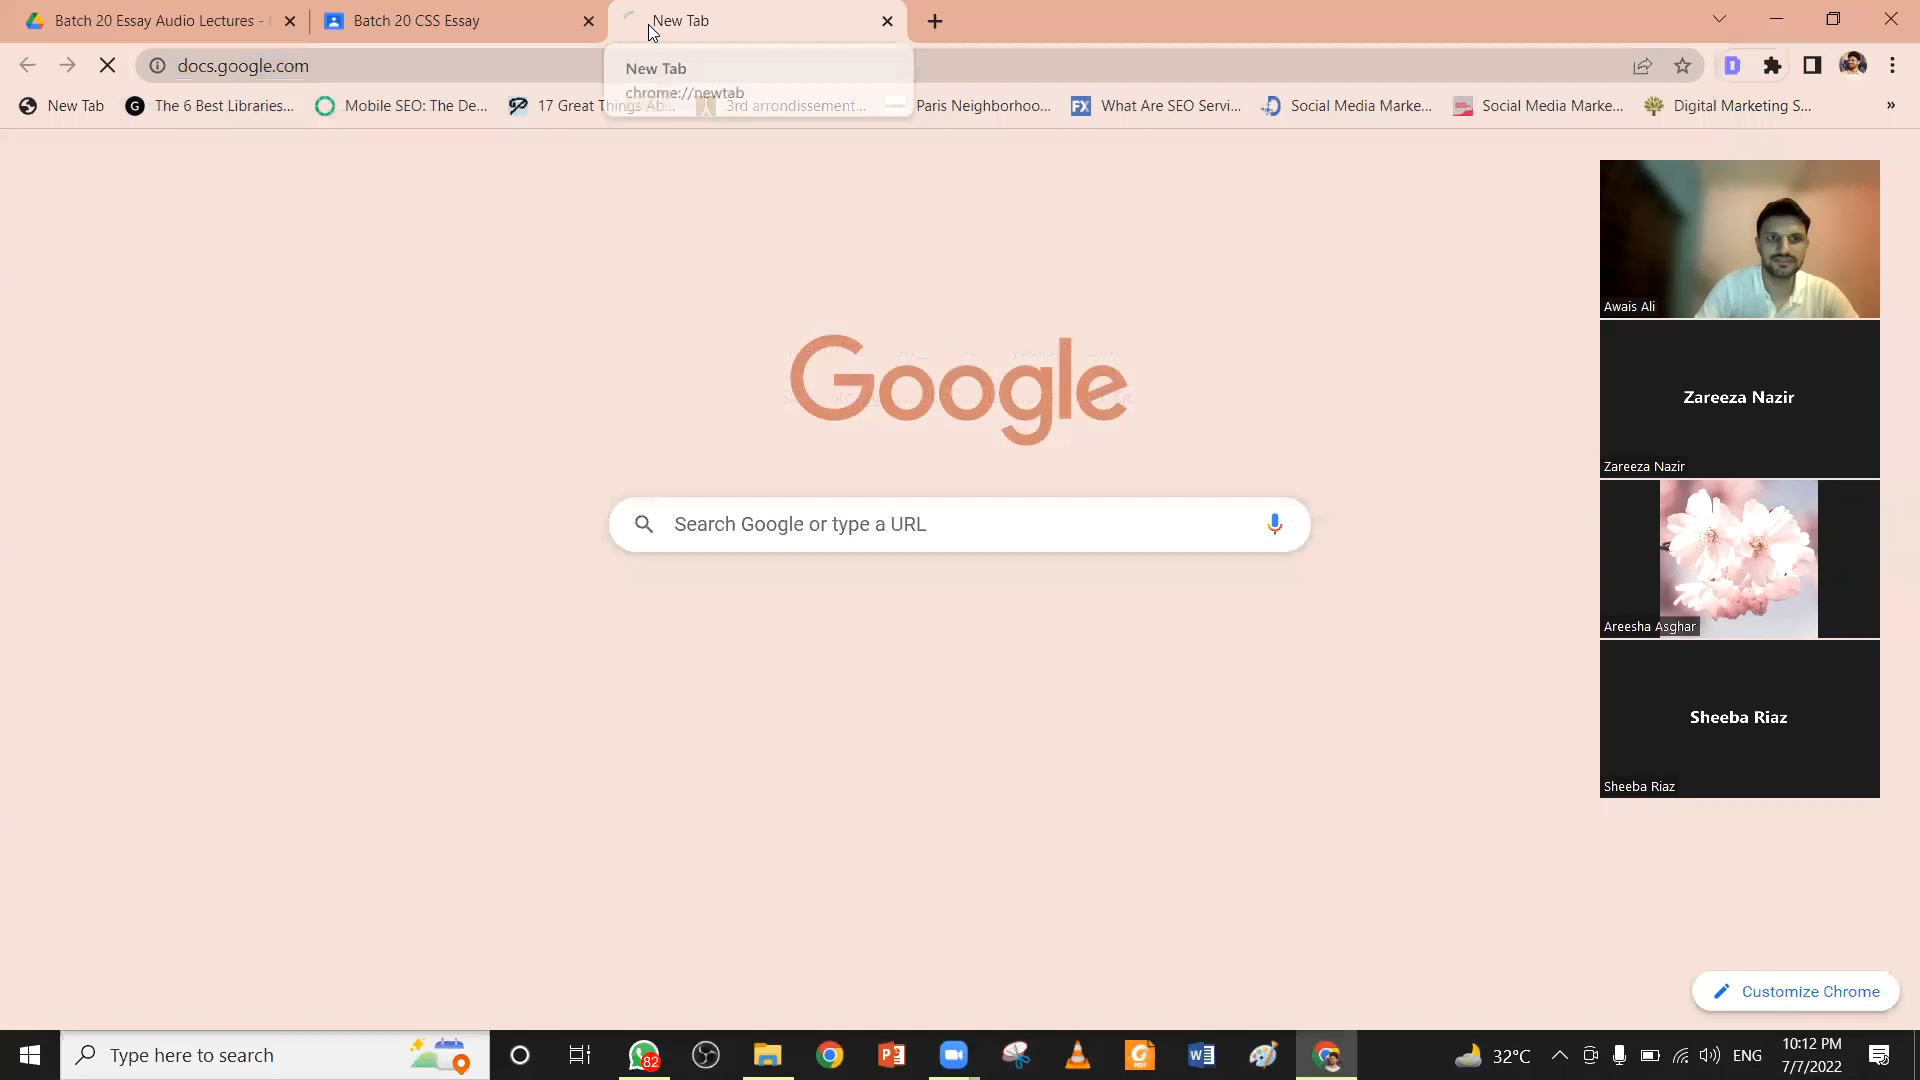 Batch 20 Essay Audio Lectures -
Batch 20 CSS Essay
New Tab
docs.google.com
New Tab
chrome://newtab
New Tab
The 6 Best Libraries...
Mobile SEO: The De...
17 Great Things Ab...
3rd arrondissement...
Paris Neighborhoo...
What Are SEO Servi...
Social Media Marke...
Social Media Marke...
Digital Marketing S...
»
Google
Search Google or type a URL
Awais Ali
Zareeza Nazir
Zareeza Nazir
Areesha Asghar
Sheeba Riaz
Sheeba Riaz
Customize Chrome
Type here to search
82
32°C
ENG
10:12 PM
7/7/2022